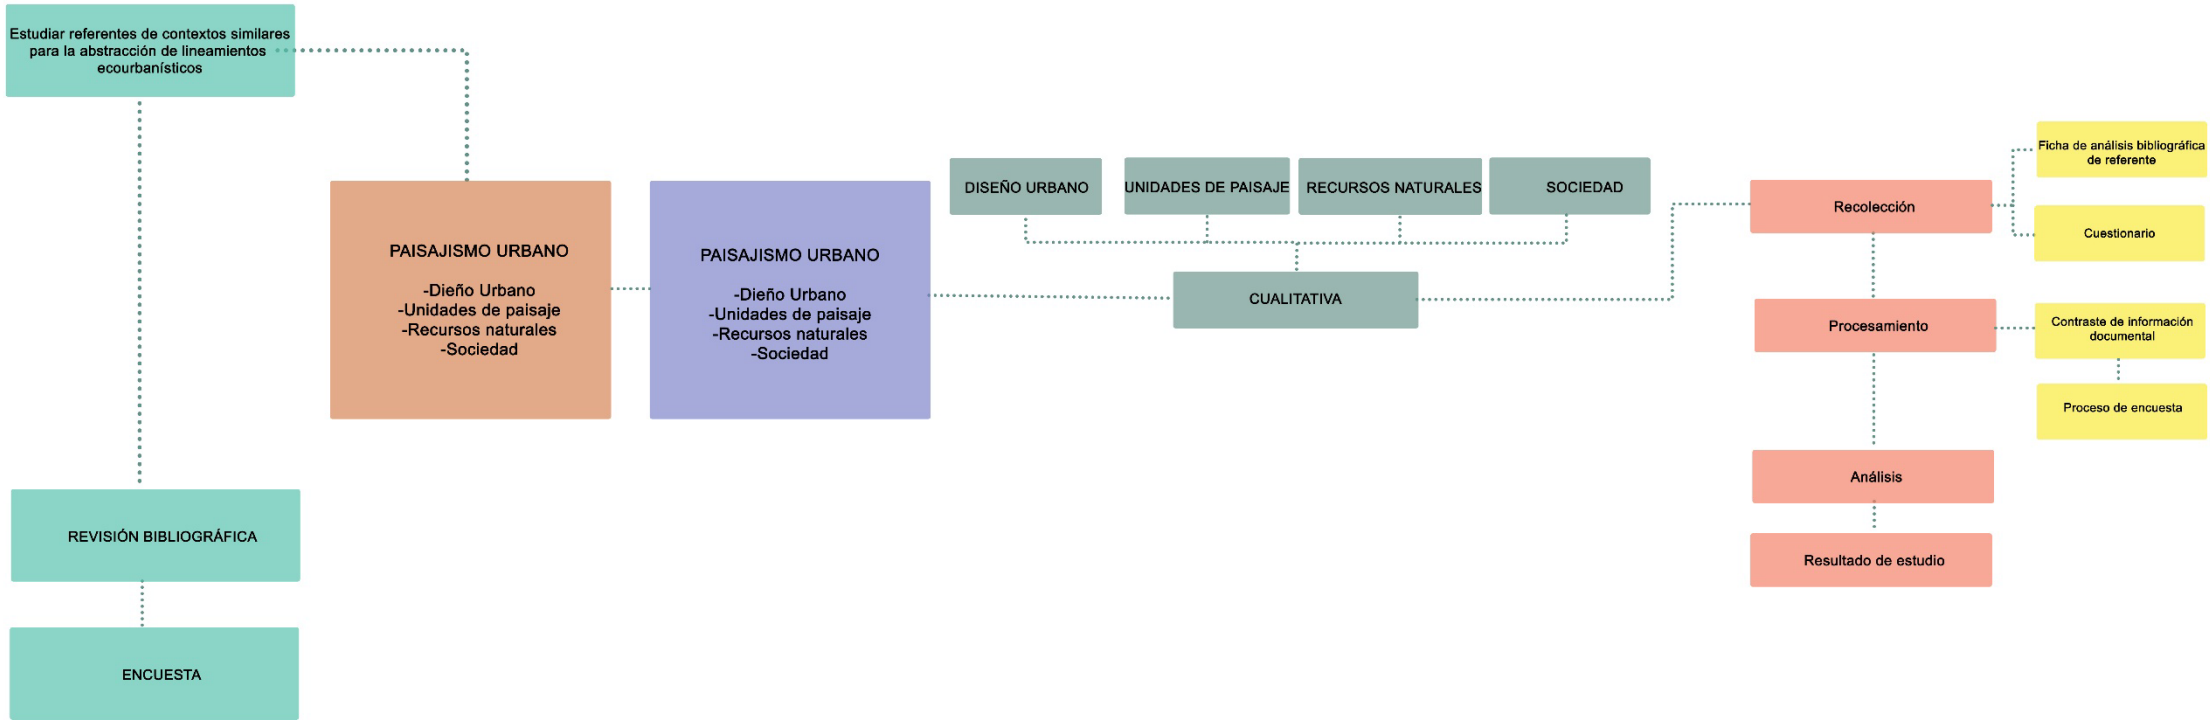 Estudiar referentes de contextos similares
para la abstracción de lineamientos
ecourbanísticos
REVISIÓN BIBLIOGRÁFICA
ENCUESTA
PAISAJISMO URBANO
-Dieño Urbano
-Unidades de paisaje
-Recursos naturales
-Sociedad
PAISAJISMO URBANO
-Dieño Urbano
-Unidades de paisaje
-Recursos naturales
-Sociedad
DISEÑO URBANO
UNIDADES DE PAISAJE
RECURSOS NATURALES
SOCIEDAD
CUALITATIVA
Recolección
Procesamiento
Análisis
Resultado de estudio
Ficha de análisis bibliográfica
de referente
Cuestionario
Contraste de información
documental
Proceso de encuesta